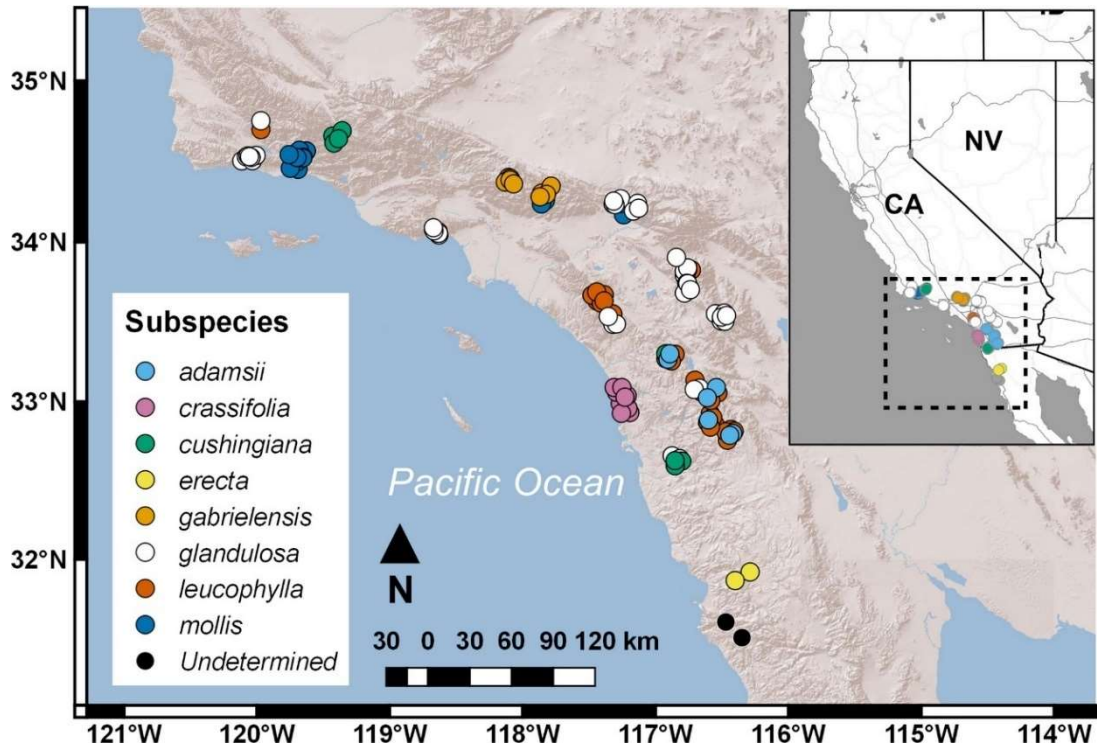 35°N
34°N
33°N
32°N
121°W
120°W
119°W
118°W
117°W
116°W
115°W
114°W
Subspecies
adamsii
crassifolia
cushingiana
erecta
gabrielensis
glandulosa
leucophylla
mollis
Undetermined
Pacific Ocean
N
30 0 30 60 90 120 km
NV
CA